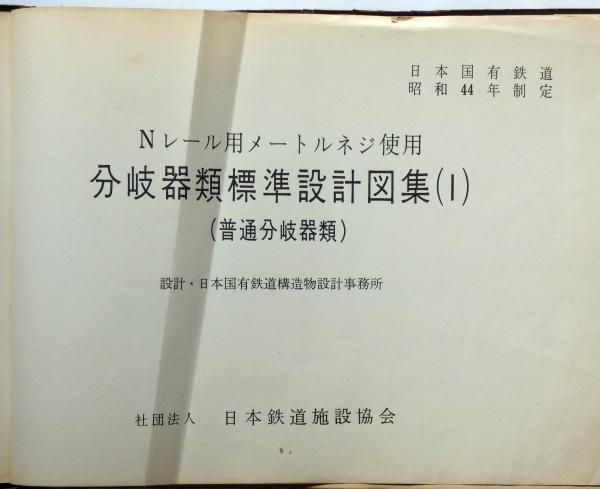 日本国有鉄道
昭和44年制定
Nレール用メートルネジ使用
分岐器類標準設計図集(1)
(普通分岐器類)
設計・日本国有鉄道構造物設計事務所
社団法人 日本鉄道施設協会